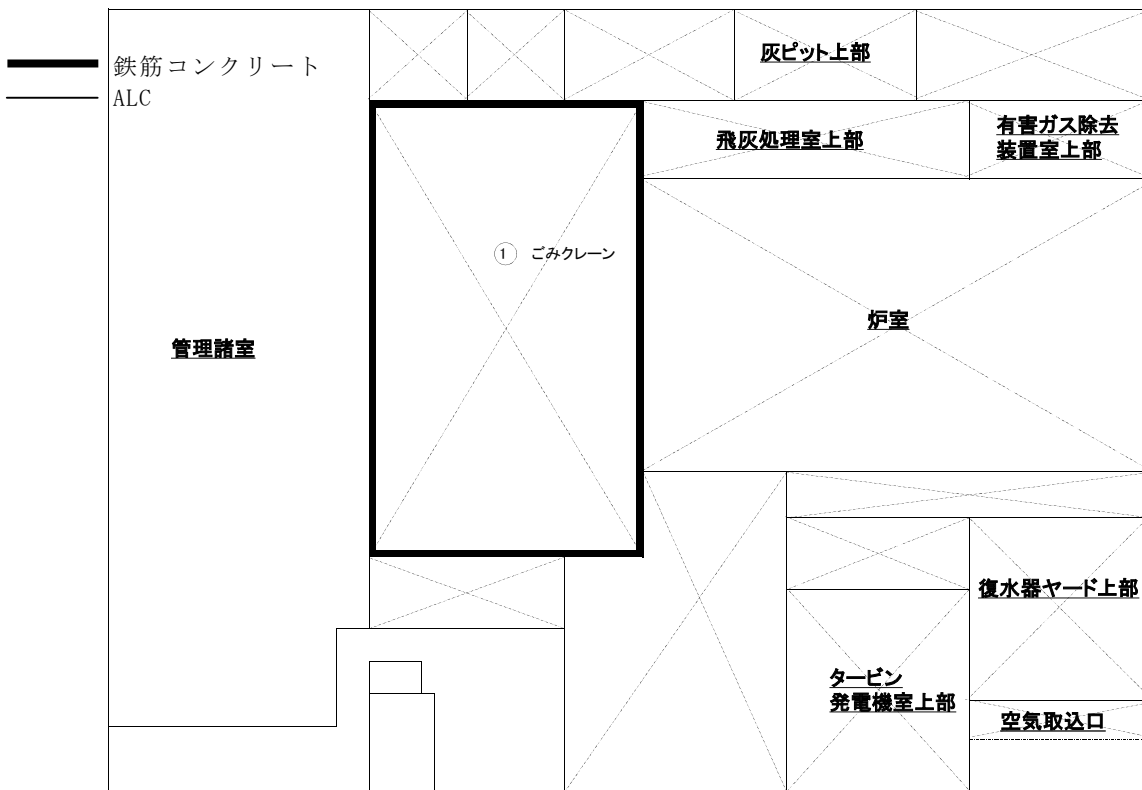 鉄筋コンクリート
ALC
灰ピット上部
飛灰処理室上部
有害ガス除去
装置室上部
① ごみクレーン
炉室
管理諸室
復水器ヤード上部
タービン
発電機室上部
空気取込口